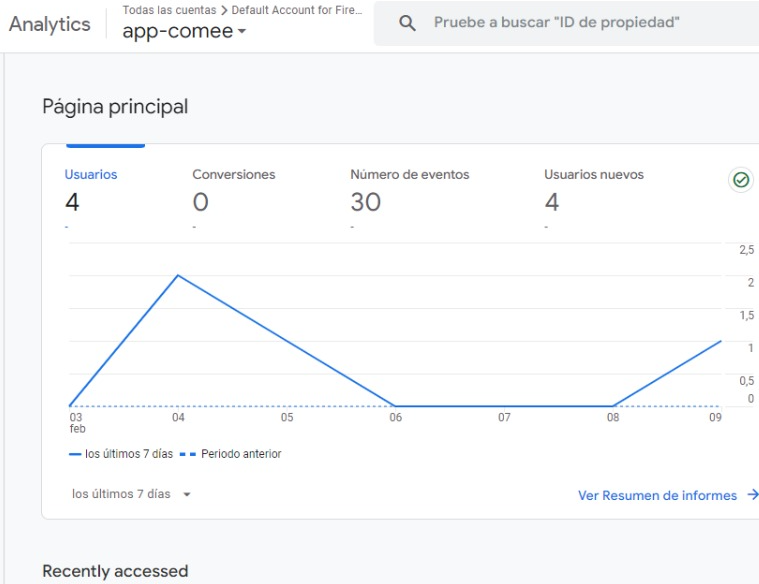 Analytics
Todas las cuentas > Default Account for Fire...
app-comee
Pruebe a buscar "ID de propiedad"
Página principal
Usuarios
4
-
Conversiones
0
-
Número de eventos
30
-
Usuarios nuevos
4
-
2,5
2
1,5
1
0,5
0
03
feb
04
05
06
07
08
09
los últimos 7 días
Periodo anterior
los últimos 7 días
Ver Resumen de informes
Recently accessed